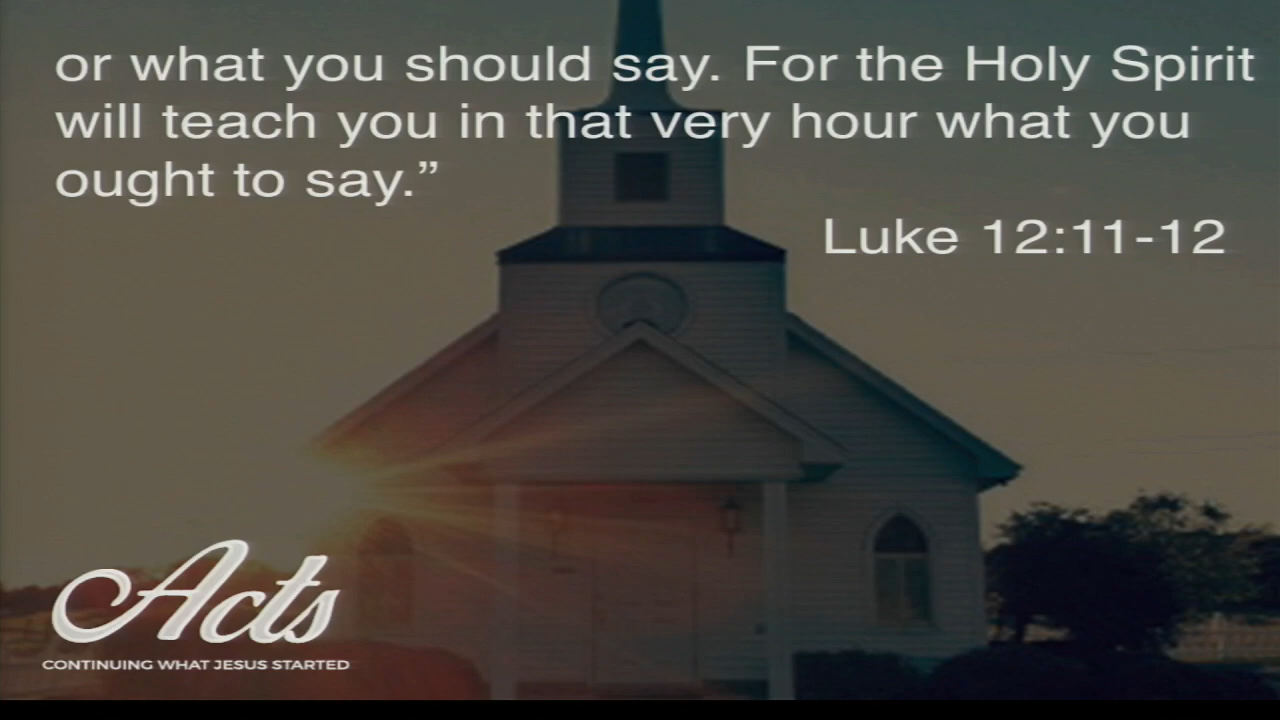 or what you should say. For the Holy Spirit
will teach you in that very hour what you
ought to say.”
Luke 12:11-12
Acts
CONTINUING WHAT JESUS STARTED